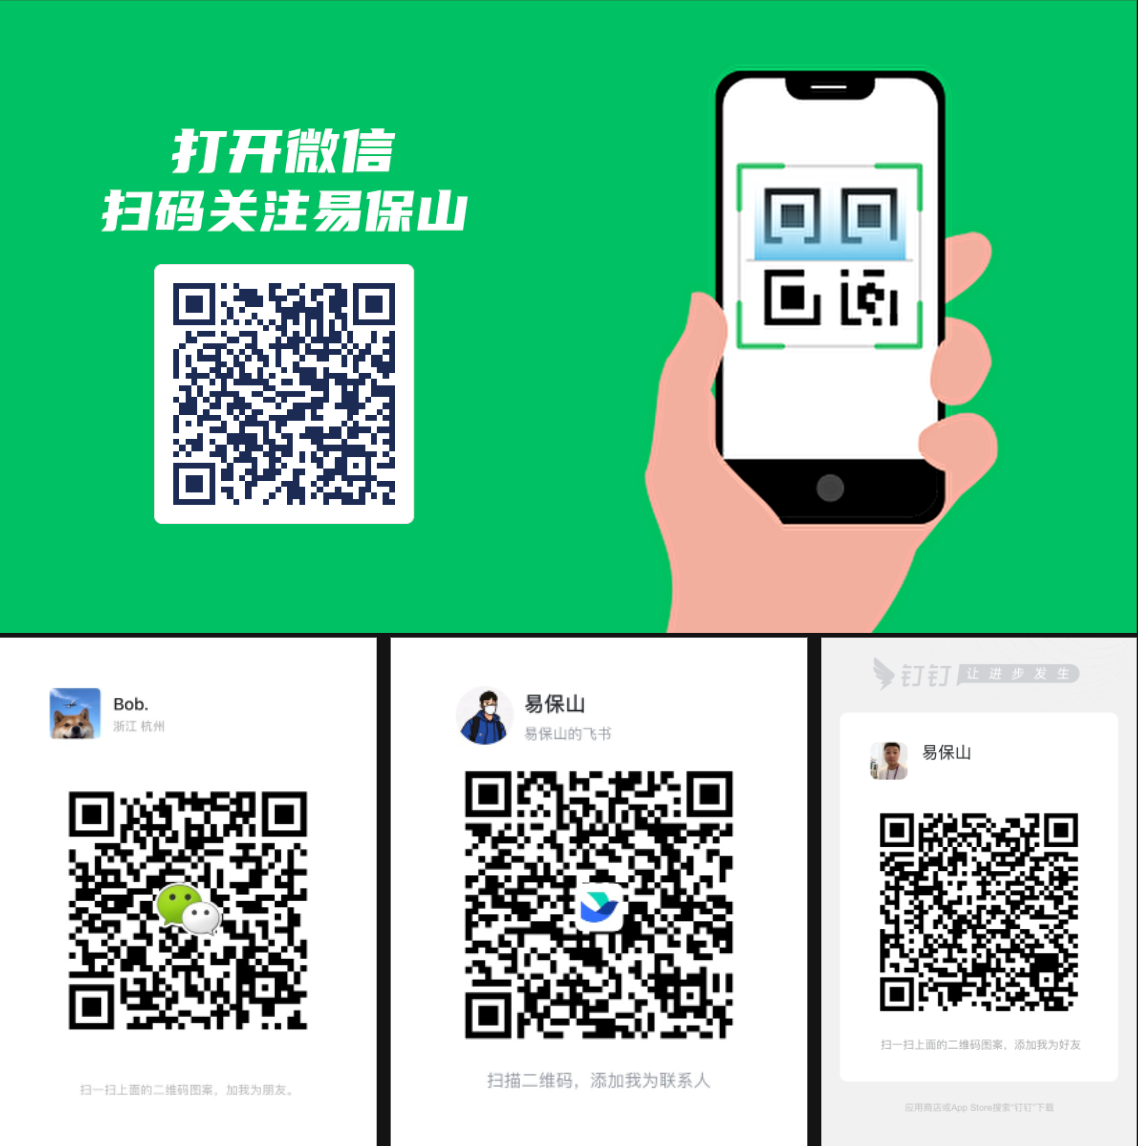 打开微信
扫码关注易保山
Bob.
浙江 杭州
扫一扫上面的二维码图案，加我为朋友。
易保山
易保山的飞书
扫描二维码，添加我为联系人
钉钉 让进步发生
易保山
扫一扫上面的二维码图案，添加我为好友
应用商店或App Store搜索“钉钉”下载